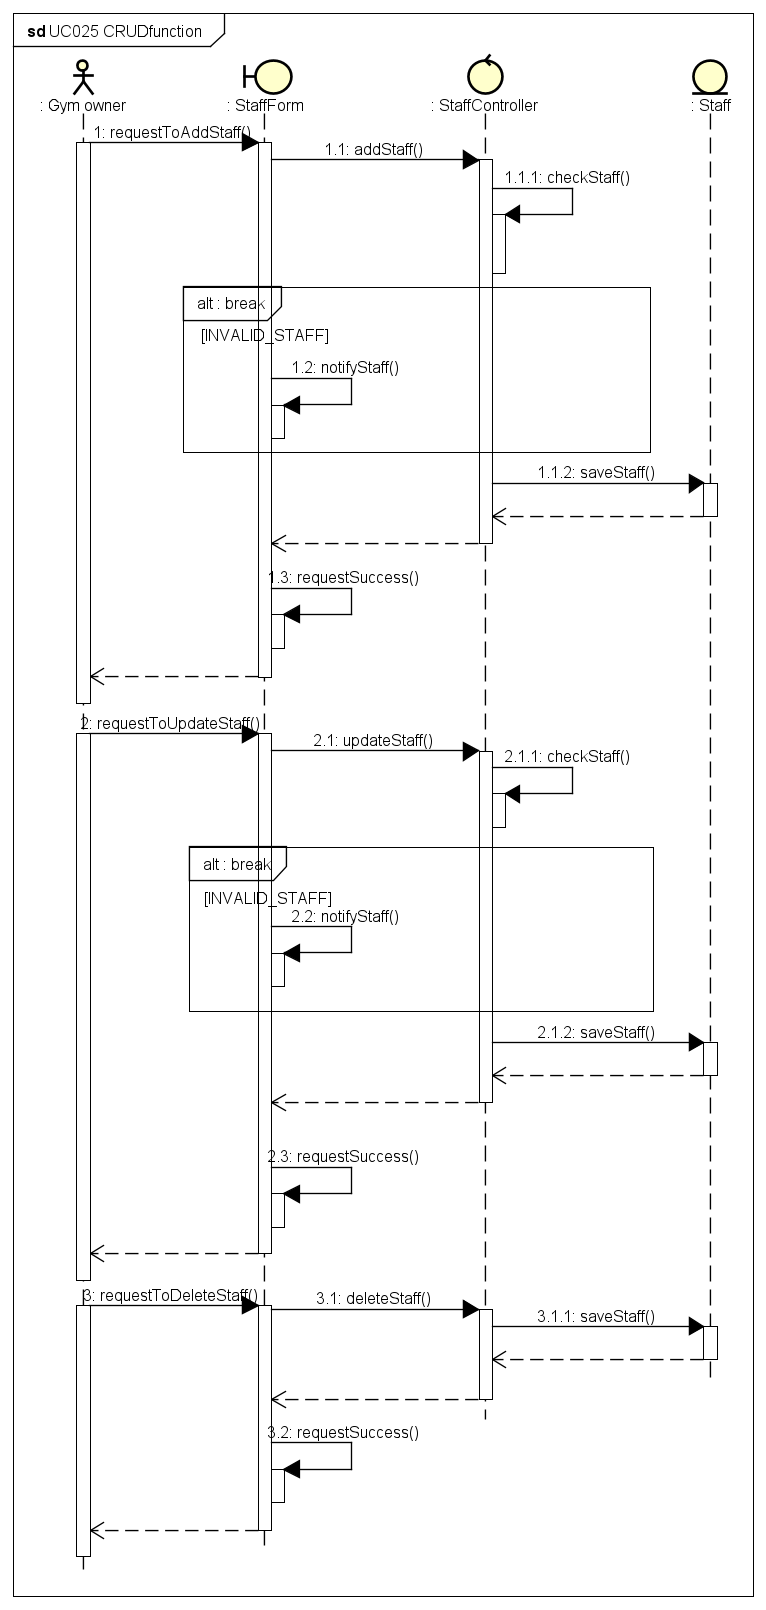 sd UC025 CRUDfunction
: Gym owner
: StaffForm
: StaffController
: Staff
1: requestToAddStaff()
1.1: addStaff()
1.1.1: checkStaff()
alt : break
[INVALID_STAFF]
1.2: notifyStaff()
1.1.2: saveStaff()
1.3: requestSuccess()
2: requestToUpdateStaff()
2.1: updateStaff()
2.1.1: checkStaff()
alt : break
[INVALID_STAFF]
2.2: notifyStaff()
2.1.2: saveStaff()
2.3: requestSuccess()
3: requestToDeleteStaff()
3.1: deleteStaff()
3.1.1: saveStaff()
3.2: requestSuccess()